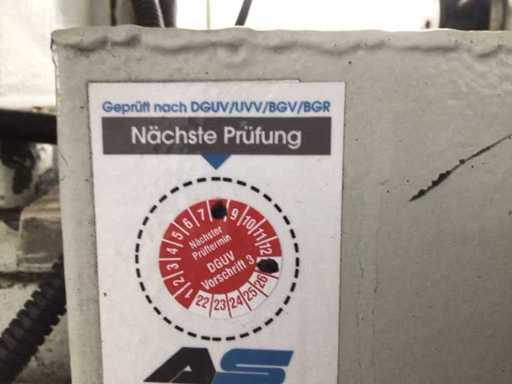 Geprüft nach DGUV/UVV/BGV/BGR
Nächste Prüfung
1 2 3 4 5 6 7 9 10 11 12
Nächster
Prüftermin
DGUV
Vorschrift 3
22 23 24 25 26
AS